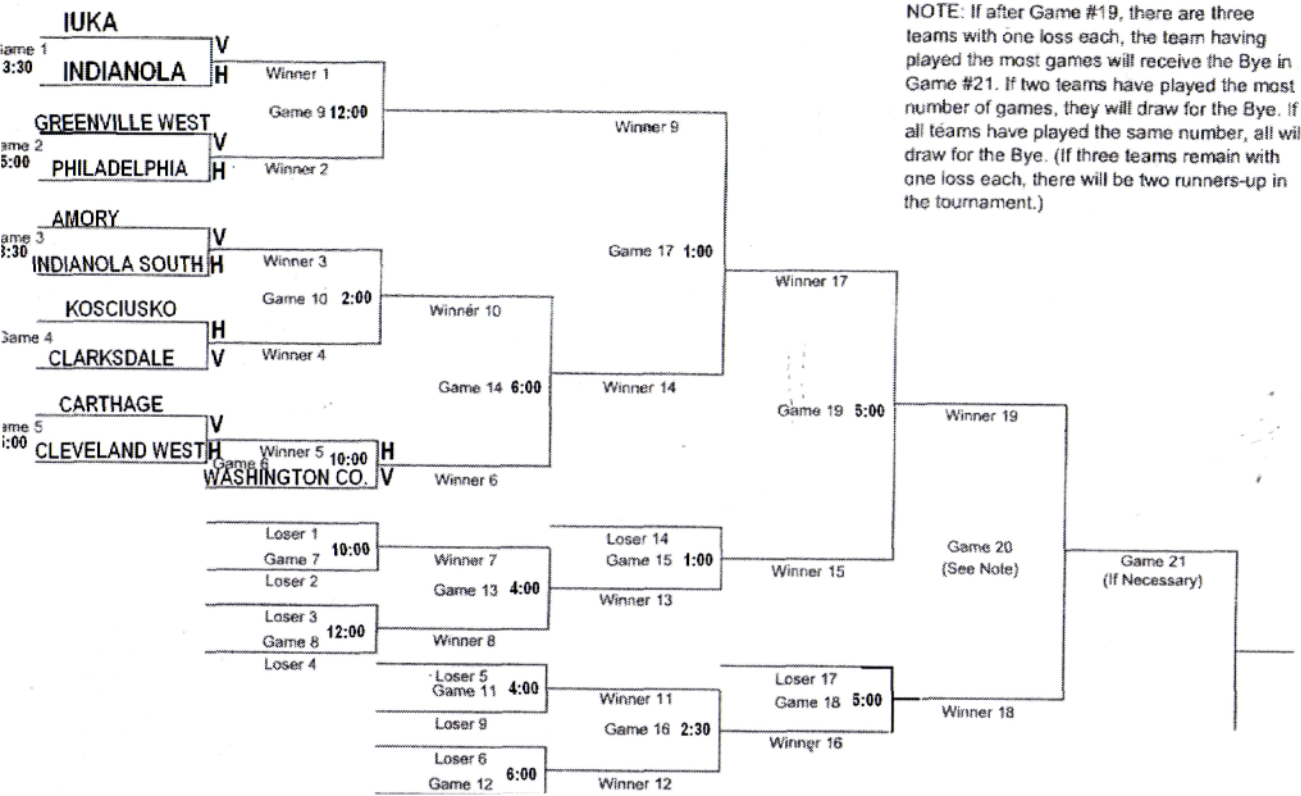 IUKA
Game 1
3:30
V
INDIANOLA
H
Winner 1
Game 9 12:00
GREENVILLE WEST
V
ame 2
5:00
PHILADELPHIA
H
Winner 2
Winner 9
AMORY
V
ame 3
3:30
INDIANOLA SOUTH
H
Winner 3
Game 10 2:00
KOSCIUSKO
H
Game 4
CLARKSDALE
V
Winner 4
Winner 10
Game 14 6:00
Winner 14
Game 17 1:00
Winner 17
CARTHAGE
V
ame 5
:00
CLEVELAND WEST
H
Winner 5
Game 6
10:00
H
WASHINGTON CO.
V
Winner 6
Game 19 5:00
Winner 19
Loser 1
Game 7 10:00
Loser 2
Winner 7
Game 13 4:00
Loser 3
Game 8 12:00
Loser 4
Winner 8
Loser 14
Game 15 1:00
Winner 13
Winner 15
Game 20
(See Note)
Game 21
(If Necessary)
Loser 5
Game 11 4:00
Loser 9
Winner 11
Game 16 2:30
Loser 6
Game 12 6:00
Winner 12
Loser 17
Game 18 5:00
Winner 16
Winner 18
NOTE: If after Game #19, there are three
teams with one loss each, the team having
played the most games will receive the Bye in
Game #21. If two teams have played the most
number of games, they will draw for the Bye. If
all teams have played the same number, all wil
draw for the Bye. (If three teams remain with
one loss each, there will be two runners-up in
the tournament.)